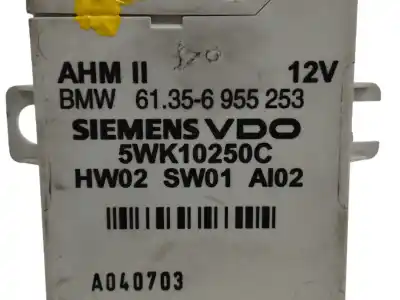 AHM II 12V
BMW 61.35-6 955 253
SIEMENS VDO
5WK10250C
HW02 SW01 AI02
A040703